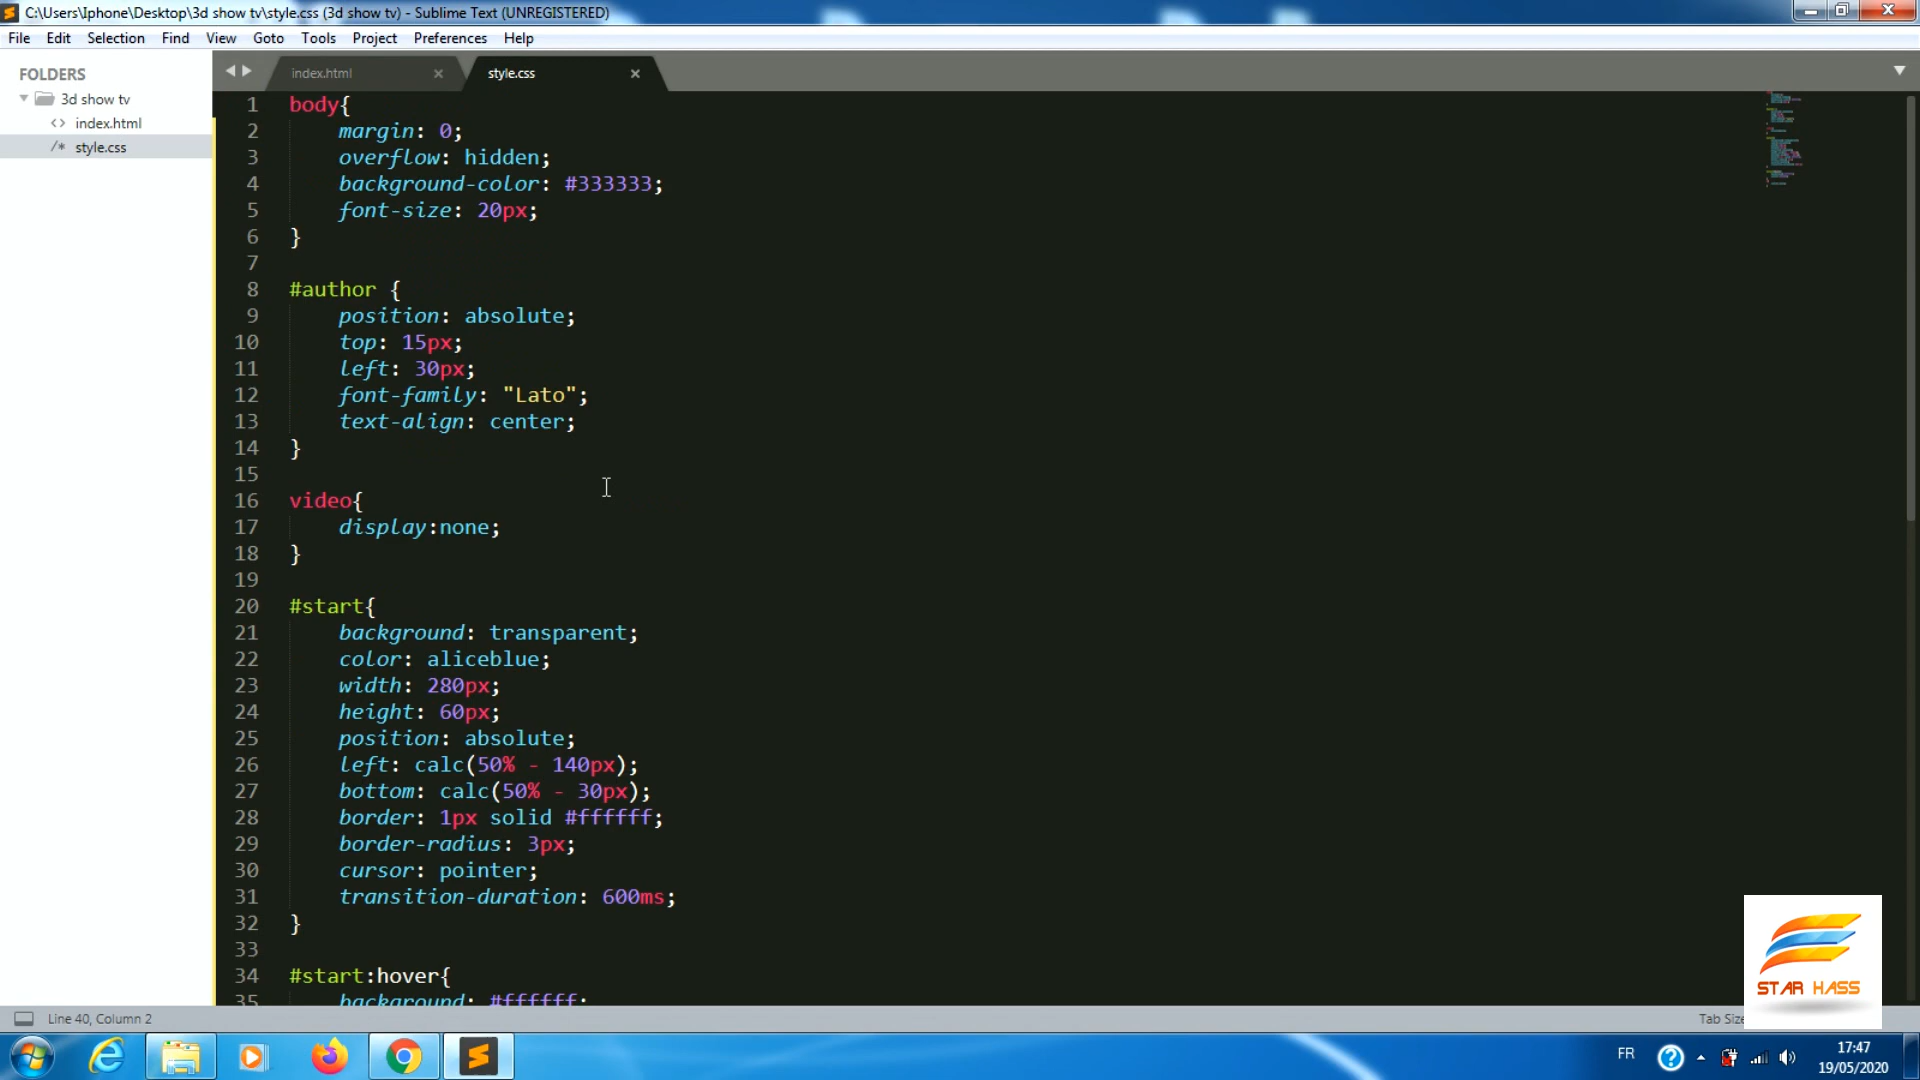 C:\Users\Iphone\Desktop\3d show tv\style.css (3d show tv) - Sublime Text (UNREGISTERED)
File Edit Selection Find View Goto Tools Project Preferences Help
FOLDERS
3d show tv
<> index.html
/* style.css
index.html × style.css ×
1 body{
2 margin: 0;
3 overflow: hidden;
4 background-color: #333333;
5 font-size: 20px;
6 }
7
8 #author {
9 position: absolute;
10 top: 15px;
11 left: 30px;
12 font-family: "Lato";
13 text-align: center;
14 }
15
16 video{
17 display:none;
18 }
19
20 #start{
21 background: transparent;
22 color: aliceblue;
23 width: 280px;
24 height: 60px;
25 position: absolute;
26 left: calc(50% - 140px);
27 bottom: calc(50% - 30px);
28 border: 1px solid #ffffff;
29 border-radius: 3px;
30 cursor: pointer;
31 transition-duration: 600ms;
32 }
33
34 #start:hover{
35 background: #ffffff;
STAR HASS
Line 40, Column 2
Tab Size
FR
17:47
19/05/2020